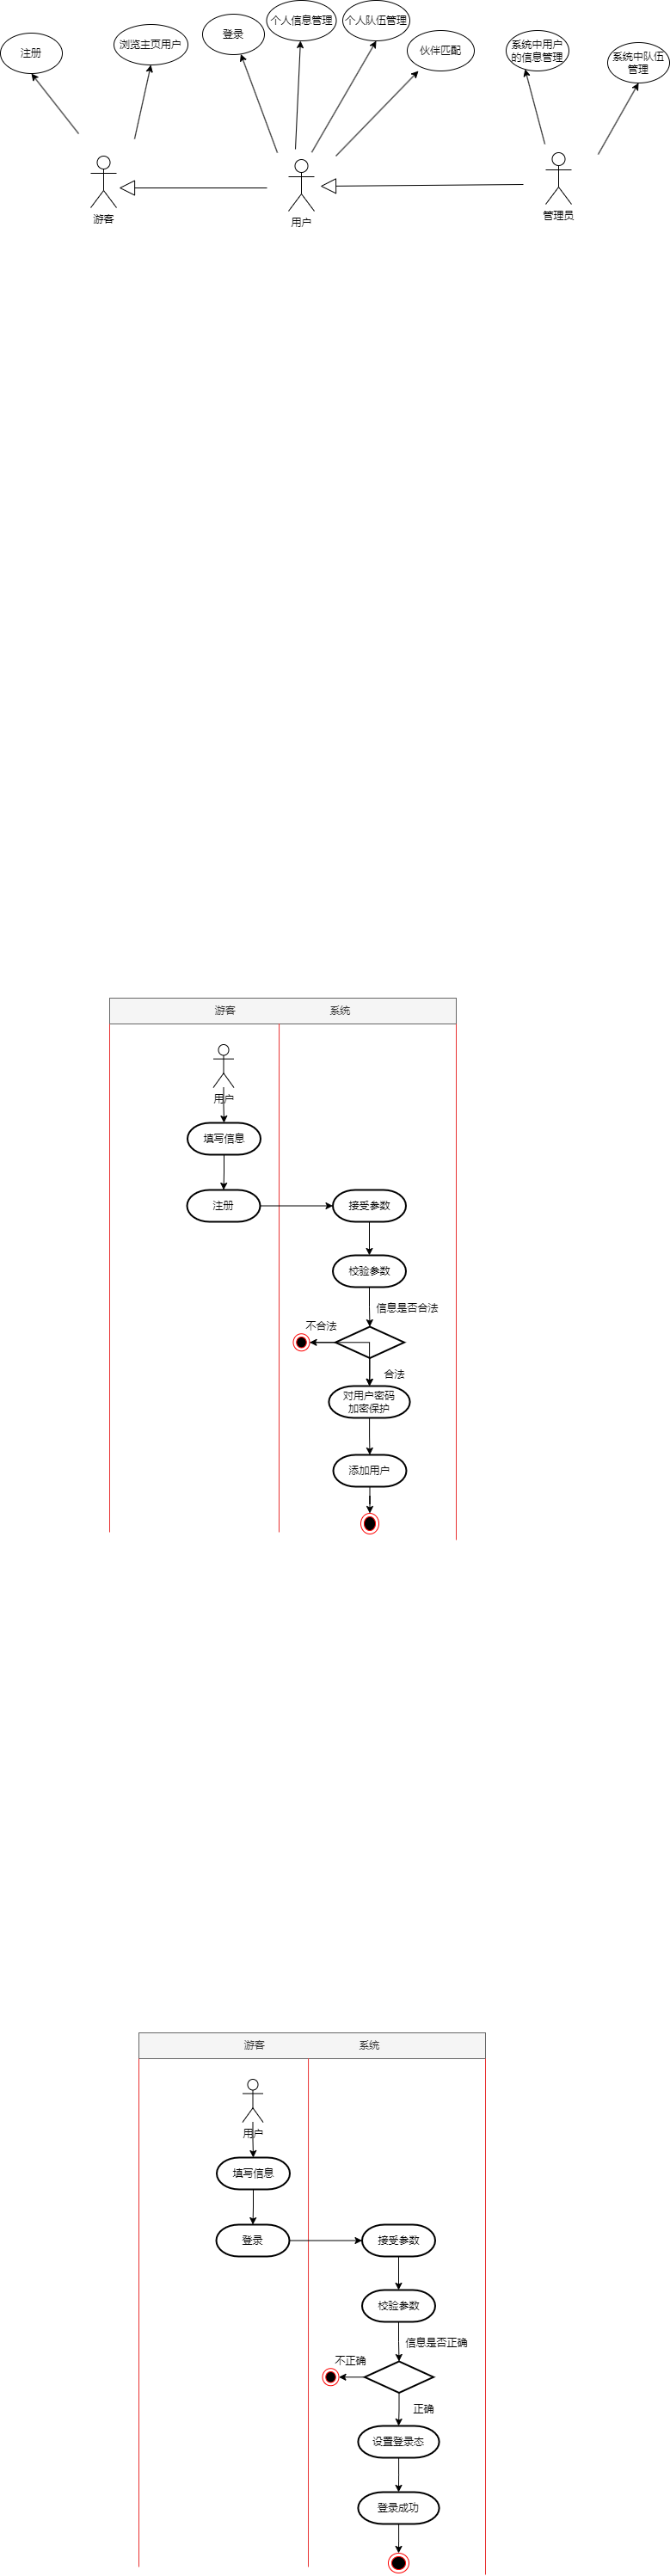 注册
浏览主页用户
登录
个人信息管理
个人队伍管理
伙伴匹配
系统中用户
的信息管理
系统中队伍
管理
游客
用户
管理员
游客
系统
用户
填写信息
注册
接受参数
校验参数
信息是否合法
不合法
合法
对用户密码
加密保护
添加用户
游客
系统
用户
填写信息
登录
接受参数
校验参数
信息是否正确
不正确
正确
设置登录态
登录成功